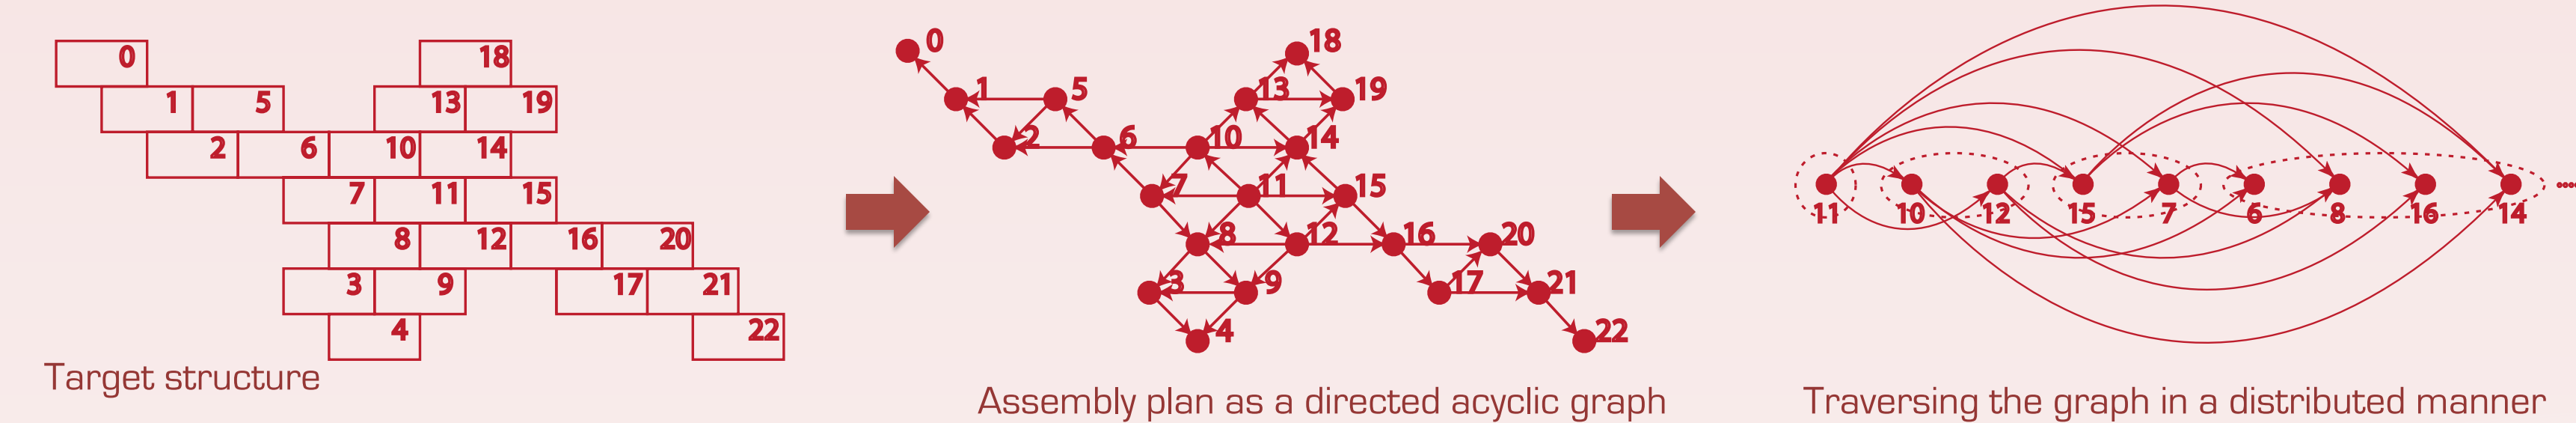 0 18
1 5 13 19
2 6 10 14
7 11 15
8 12 16 20
3 9 17 21
4 22
Target structure
0 18
1 5 13 19
2 6 10 14
7 11 15
8 12 16 20
3 9 17 21
4 22
Assembly plan as a directed acyclic graph
11 10 12 15 7 6 8 16 14
Traversing the graph in a distributed manner